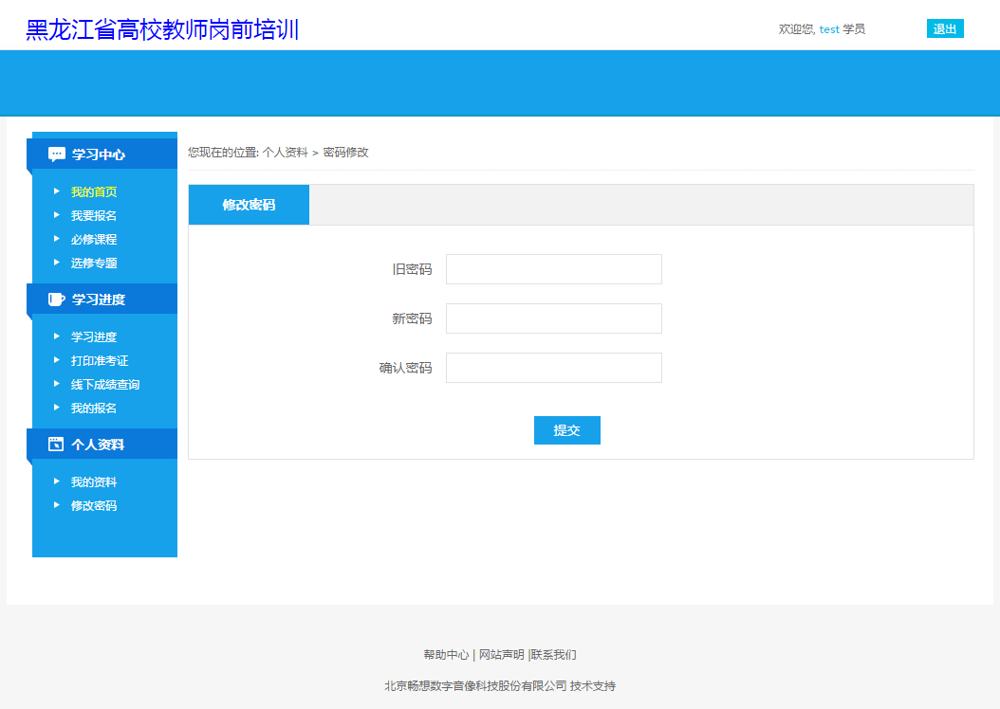 黑龙江省高校教师岗前培训
欢迎您, test 学员
退出
学习中心
我的首页
我要报名
必修课程
选修专题
学习进度
学习进度
打印准考证
线下成绩查询
我的报名
个人资料
我的资料
修改密码
您现在的位置: 个人资料 > 密码修改
修改密码
旧密码
新密码
确认密码
提交
帮助中心 | 网站声明 |联系我们
北京畅想数字音像科技股份有限公司 技术支持